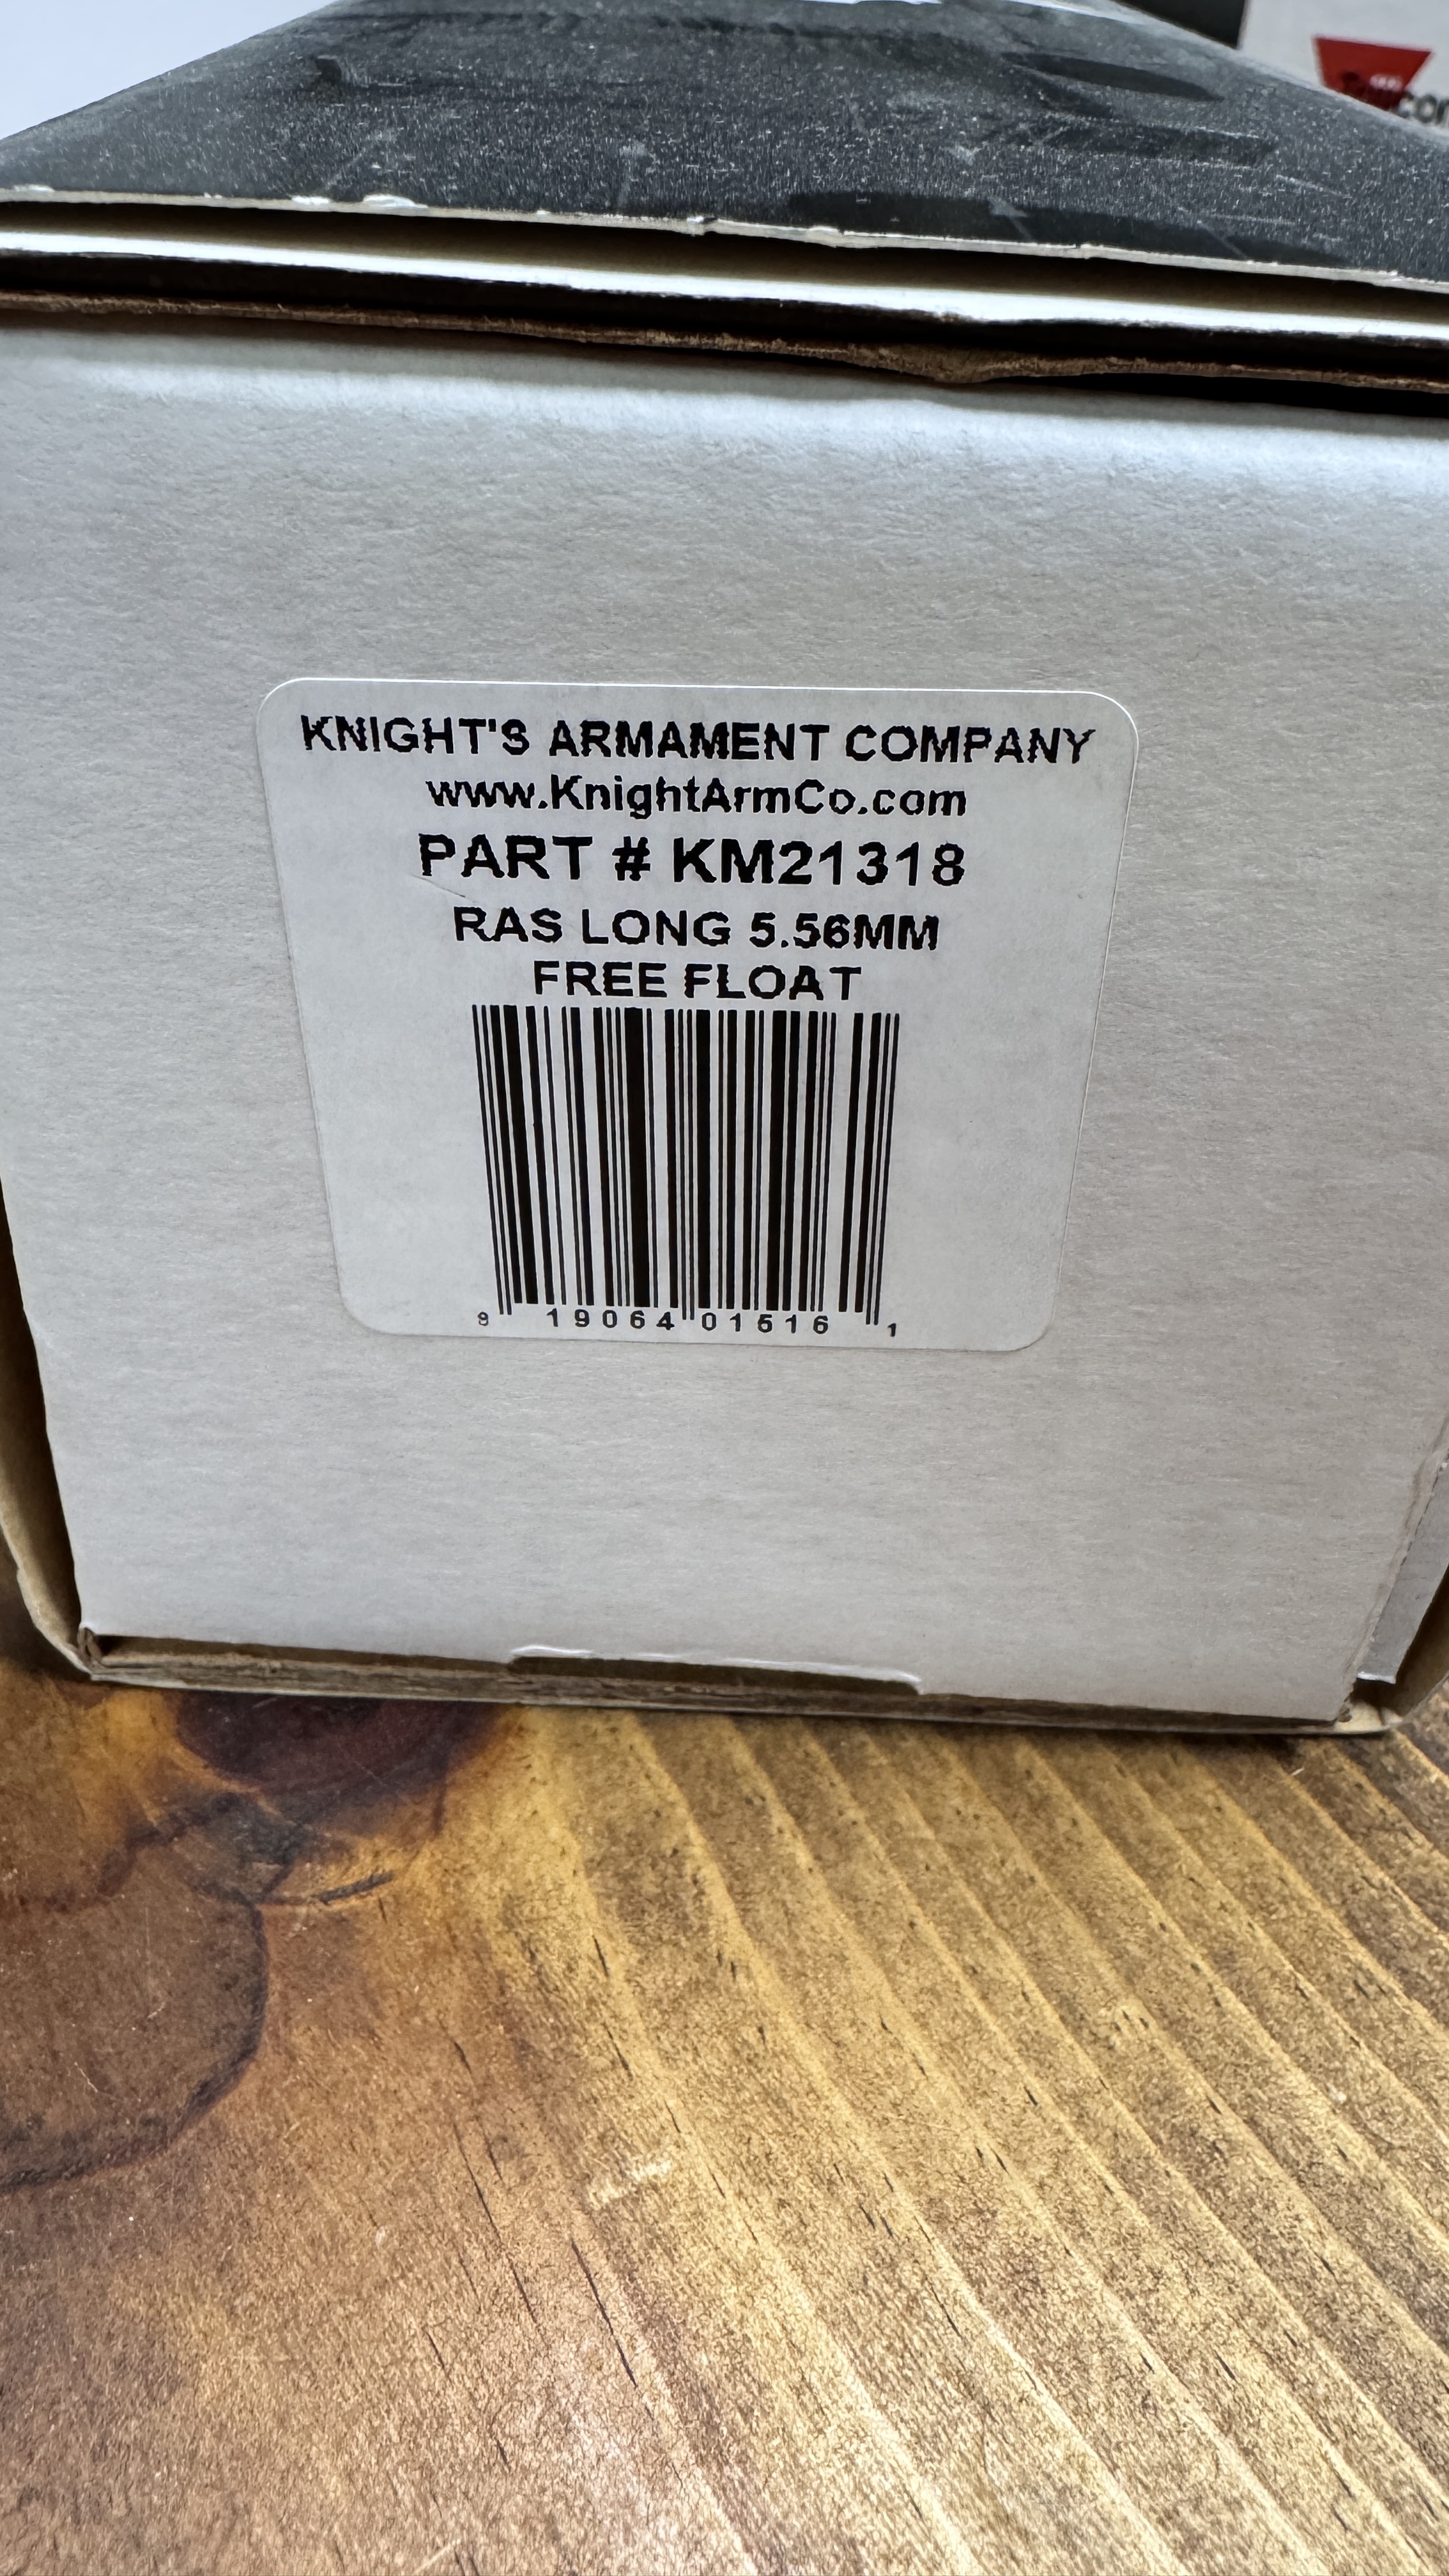 KNIGHT'S ARMAMENT COMPANY
www.KnightArmCo.com
PART # KM21318
RAS LONG 5.56MM
FREE FLOAT
8 19064 01516 1